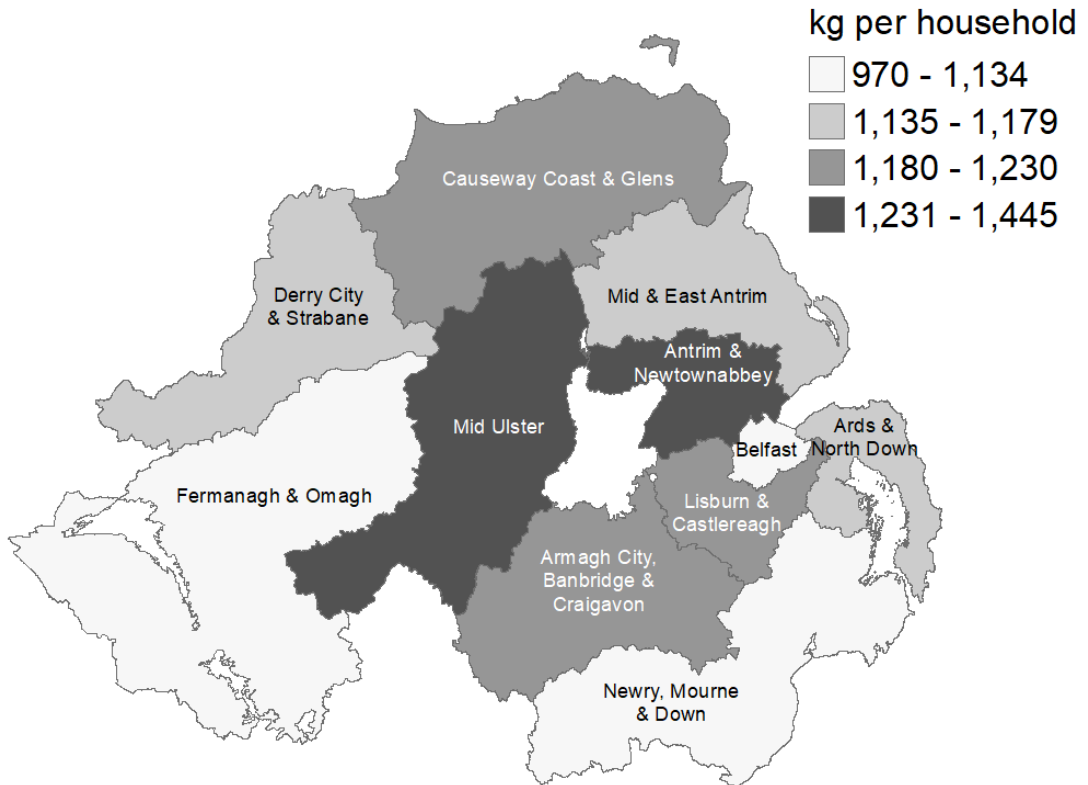 kg per household
970 - 1,134
1,135 - 1,179
1,180 - 1,230
1,231 - 1,445
Causeway Coast & Glens
Derry City
& Strabane
Mid & East Antrim
Antrim &
Newtownabbey
Mid Ulster
Belfast
Ards &
North Down
Fermanagh & Omagh
Lisburn &
Castlereagh
Armagh City,
Banbridge &
Craigavon
Newry, Mourne
& Down